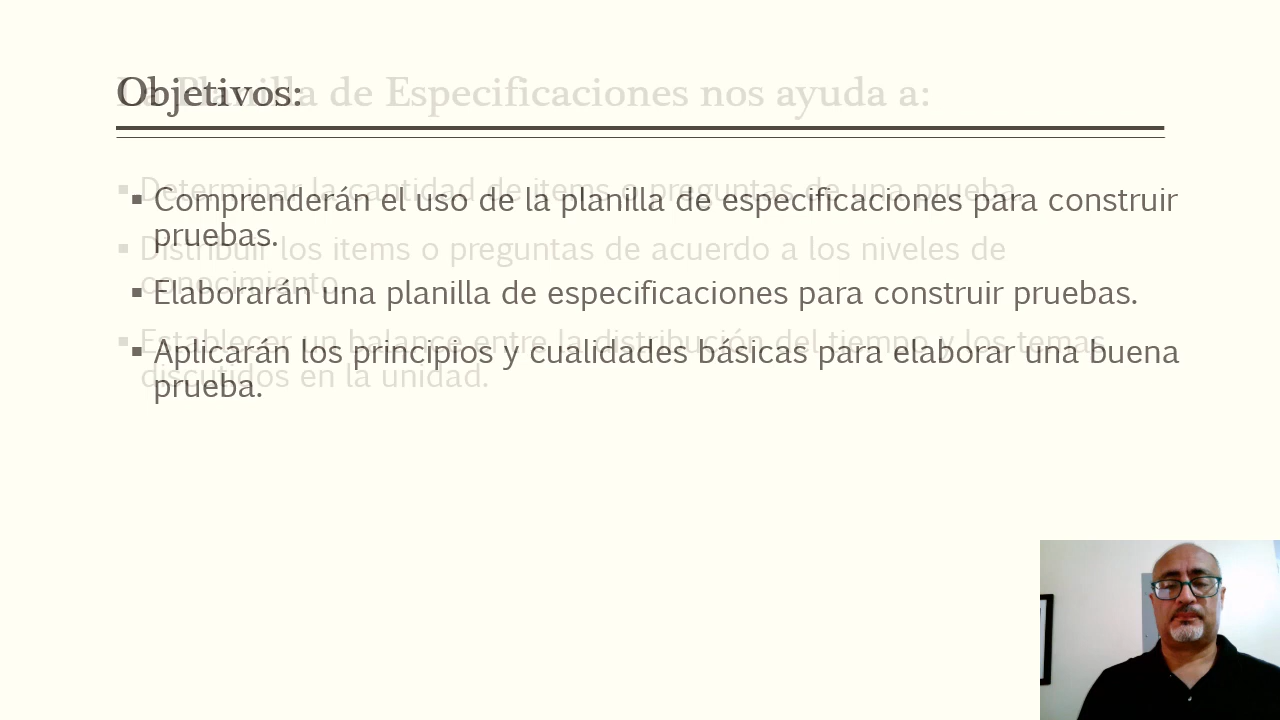 Objetivos:
La Planilla de Especificaciones nos ayuda a:
▪ Comprenderán el uso de la planilla de especificaciones para construir
pruebas.
▪ Elaborarán una planilla de especificaciones para construir pruebas.
▪ Aplicarán los principios y cualidades básicas para elaborar una buena
prueba.
▪ Determinar la cantidad de items o preguntas de una prueba.
▪ Distribuir los items o preguntas de acuerdo a los niveles de
conocimiento.
▪ Establecer un balance entre la distribución del tiempo y los temas
discutidos en la unidad.